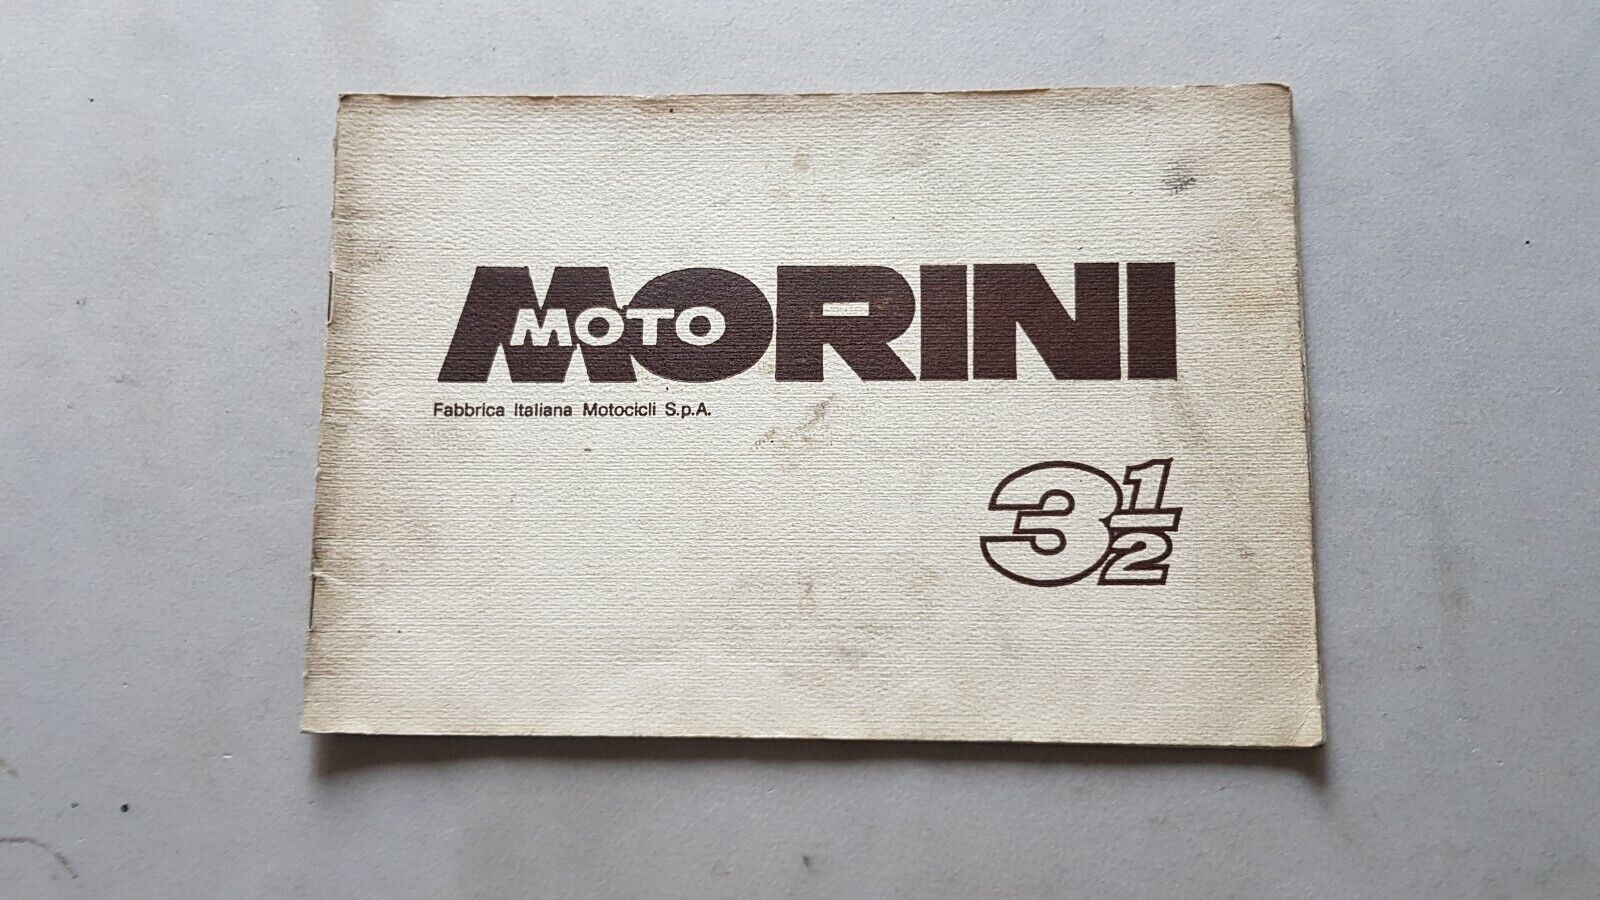 MOTO MORINI
Fabbrica Italiana Motocicli S.p.A.
3 1/2